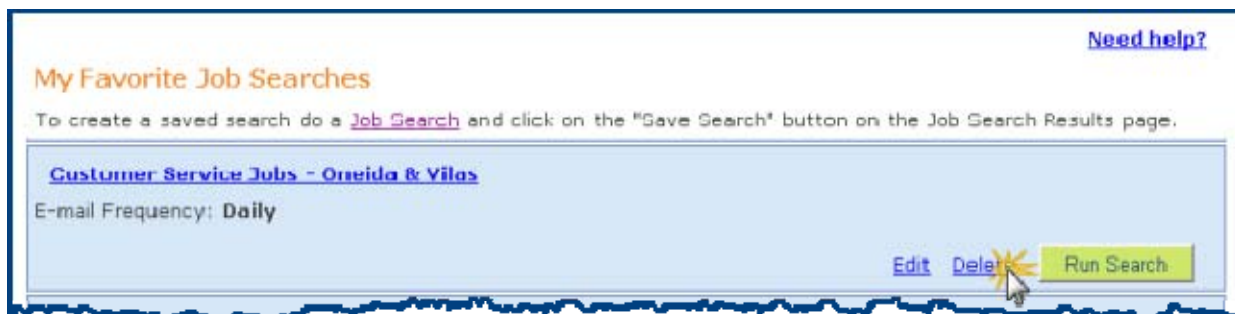 Need help?
My Favorite Job Searches
To create a saved search do a Job Search and click on the "Save Search" button on the Job Search Results page.
Customer Service Jobs - Oneida & Vilas
E-mail Frequency: Daily
Edit Delete Run Search